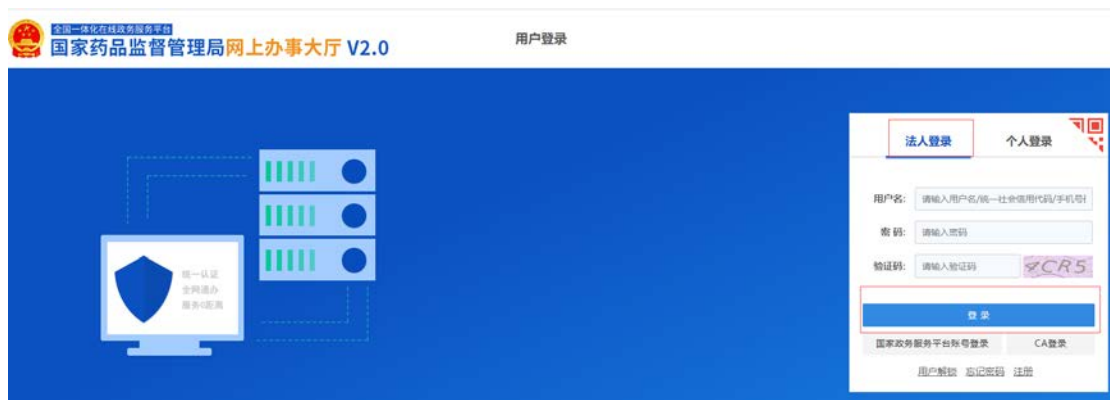 全国一体化在线政务服务平台
国家药品监督管理局网上办事大厅 V2.0
用户登录
法人登录 个人登录
用户名: 请输入用户名/统一社会信用代码/手机号
密 码: 请输入密码
验证码: 请输入验证码 4CR5
登 录
国家政务服务平台账号登录 CA登录
用户解锁 忘记密码 注册
统一认证
全网通办
服务0距离